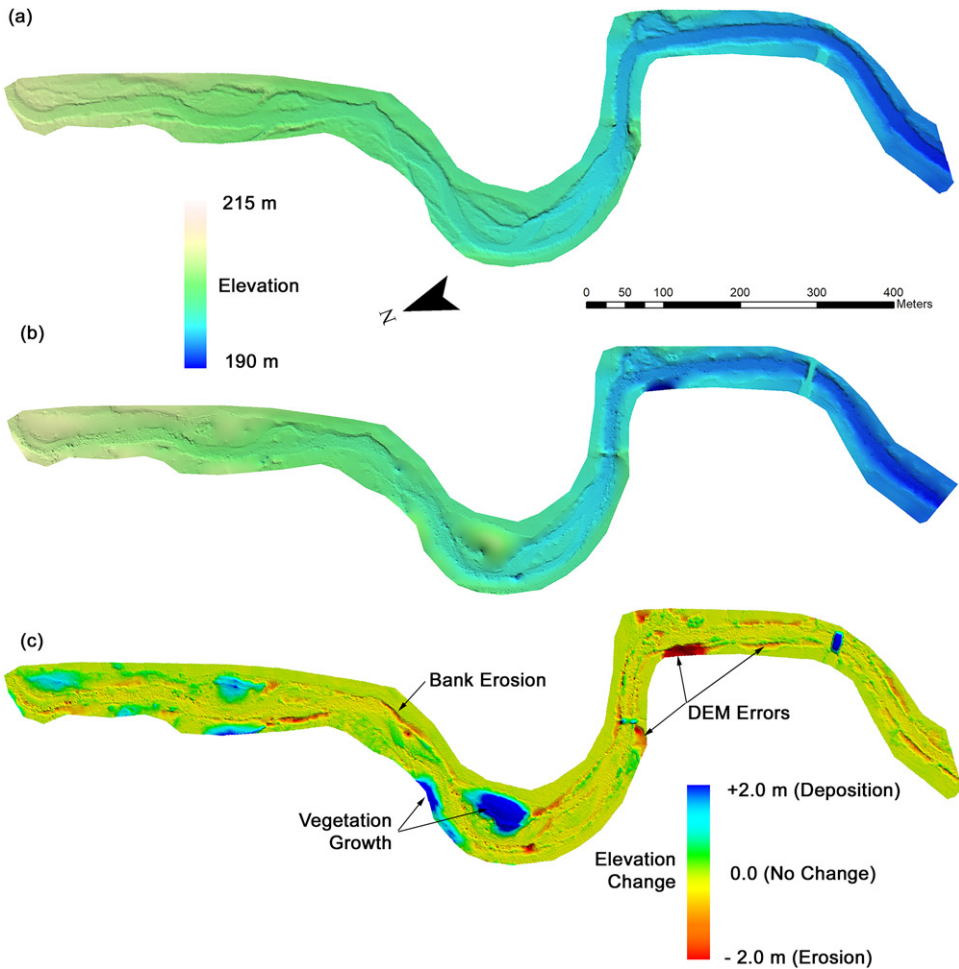 (a)
215 m
Elevation
190 m
N
0 50 100 200 300 400
Meters
(b)
(c)
Bank Erosion
DEM Errors
Vegetation
Growth
+2.0 m (Deposition)
Elevation
Change
0.0 (No Change)
- 2.0 m (Erosion)